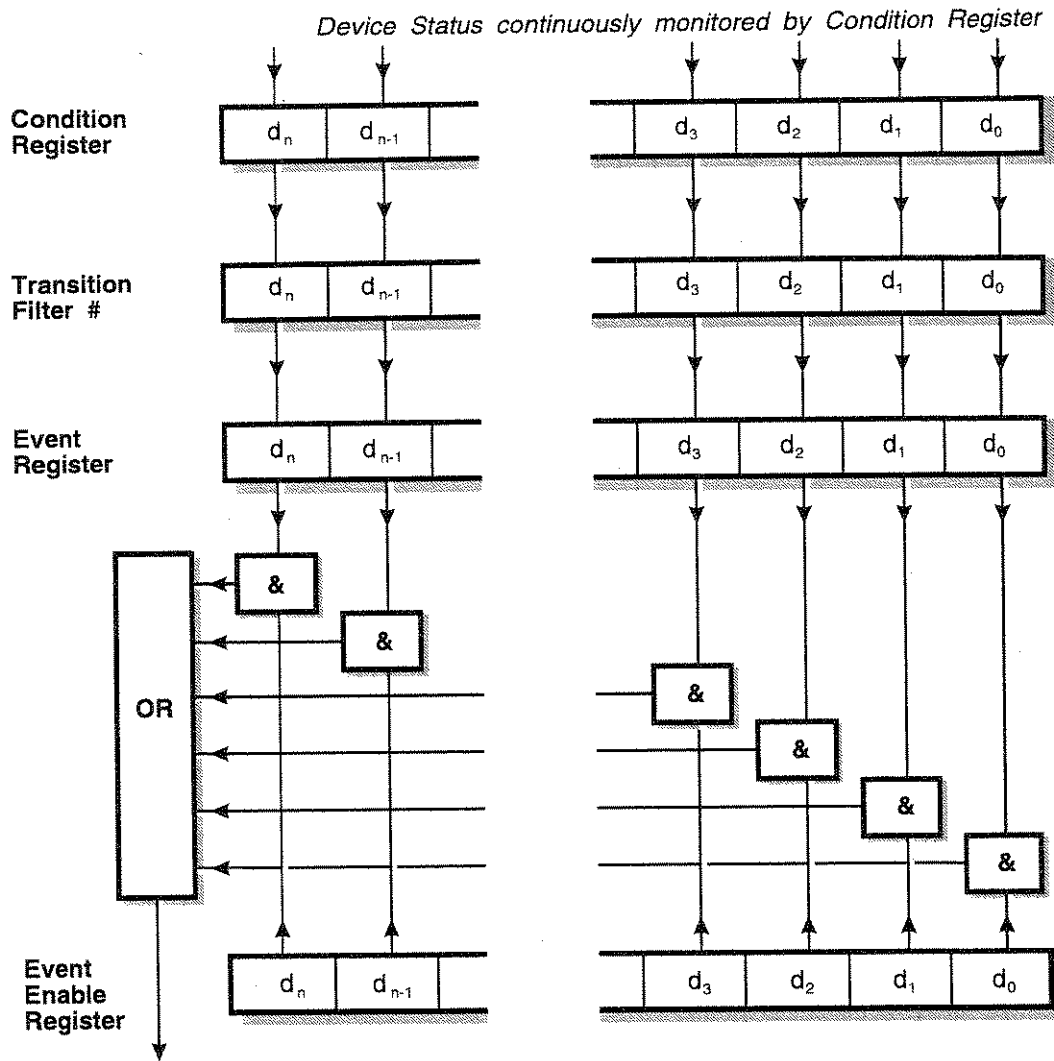 Device Status continuously monitored by Condition Register
Condition
Register
dₙ dₙ₋₁ d₃ d₂ d₁ d₀
Transition
Filter #
dₙ dₙ₋₁ d₃ d₂ d₁ d₀
Event
Register
dₙ dₙ₋₁ d₃ d₂ d₁ d₀
&
&
&
OR
&
&
&
Event
Enable
Register
dₙ dₙ₋₁ d₃ d₂ d₁ d₀